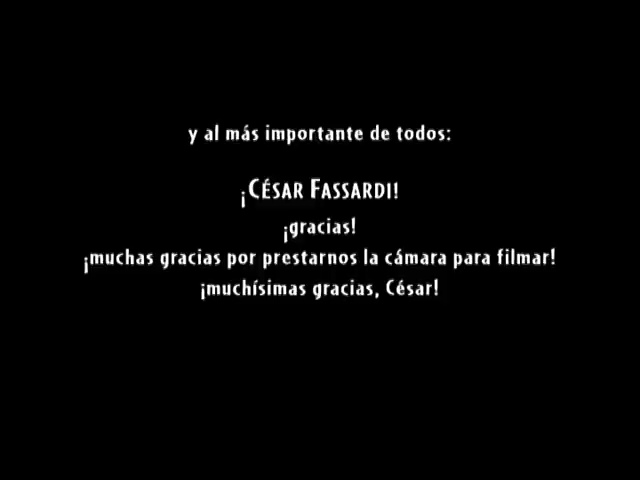 y al más importante de todos:
¡CÉSAR FASSARDI!
¡gracias!
¡muchas gracias por prestarnos la cámara para filmar!
¡muchísimas gracias, César!